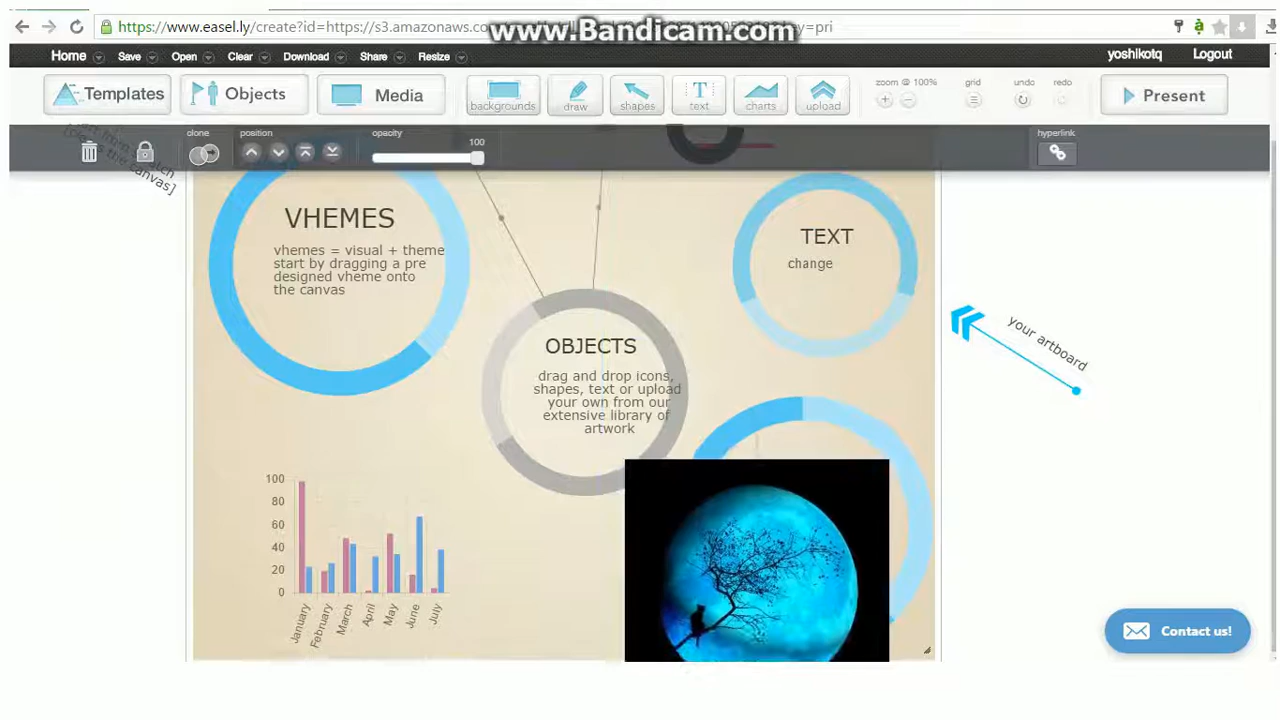 https://www.easel.ly/create?id=https://s3.amazonaws.co
www.Bandicam.com
=pri
Home Save Open Clear Download Share Resize yoshikotq Logout
Templates Objects Media backgrounds draw shapes text charts upload zoom @ 100% grid undo redo Present
clone position opacity 100 hyperlink
[clears the canvas]
VHEMES
vhemes = visual + theme
start by dragging a pre
designed vheme onto
the canvas
TEXT
change
your artboard
OBJECTS
drag and drop icons,
shapes, text or upload
your own from our
extensive library of
artwork
100
80
60
40
20
0
January February March April May June July
Contact us!